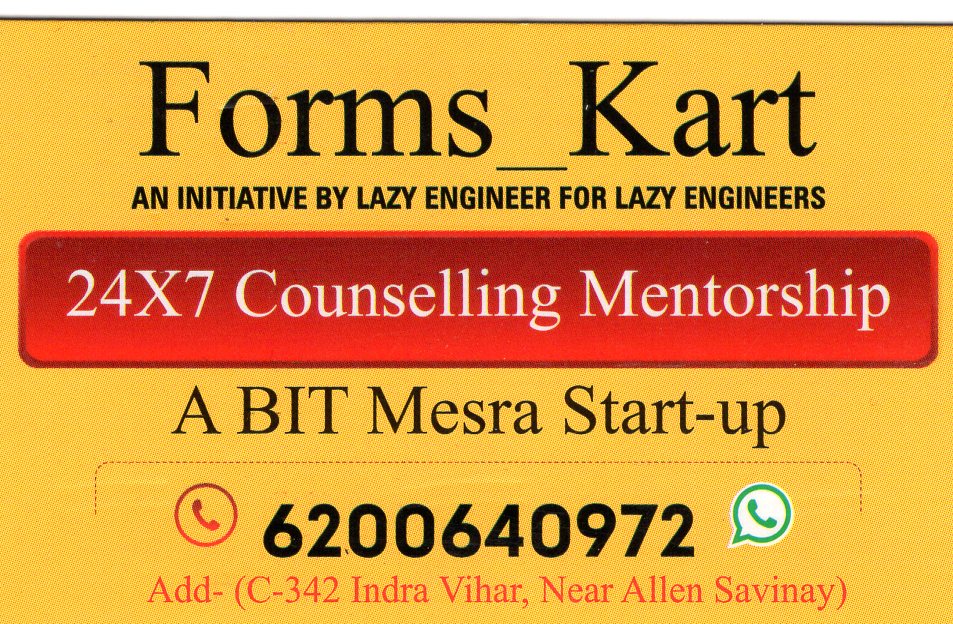 Forms_Kart
AN INITIATIVE BY LAZY ENGINEER FOR LAZY ENGINEERS
24X7 Counselling Mentorship
A BIT Mesra Start-up
6200640972
Add- (C-342 Indra Vihar, Near Allen Savinay)